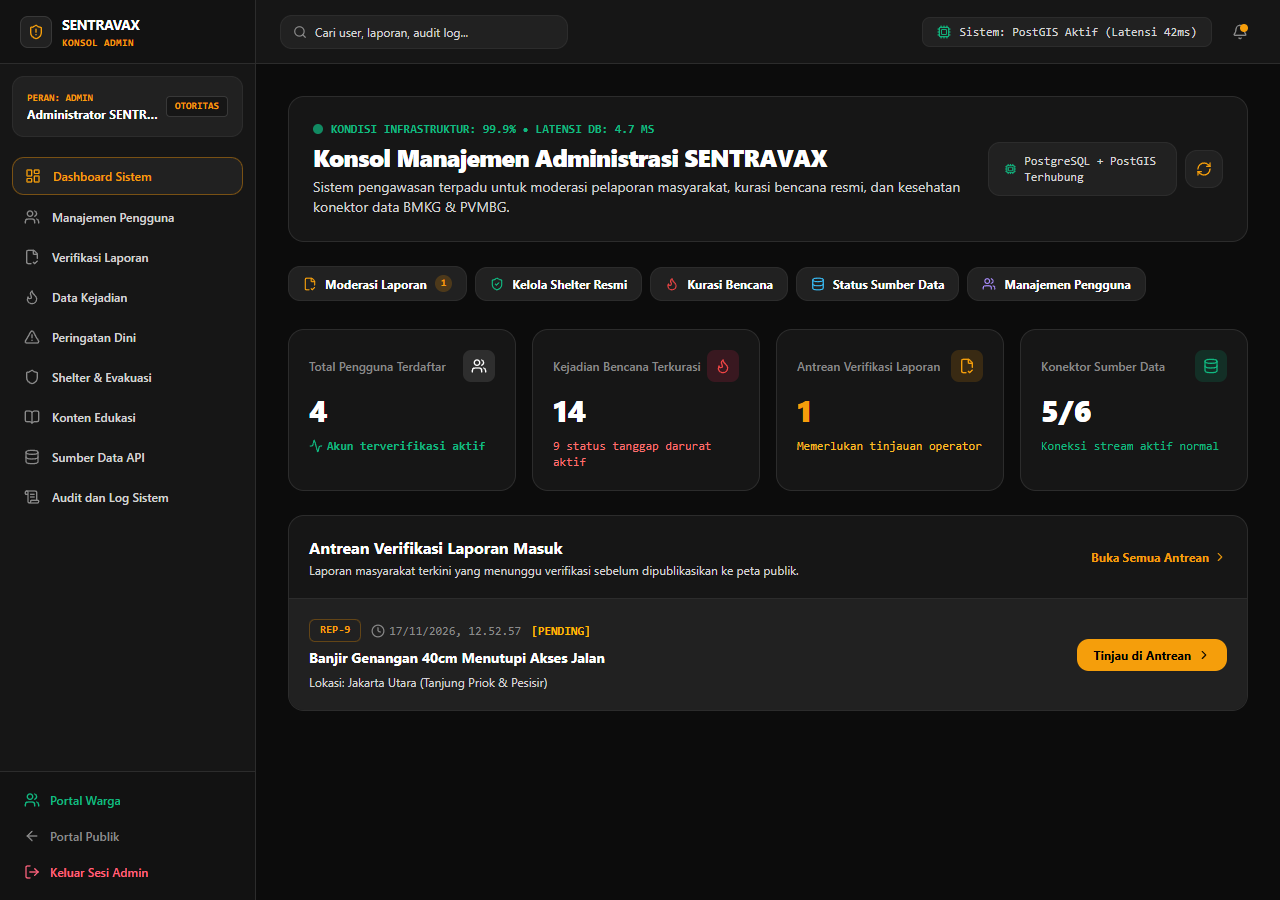 SENTRAVAX
KONSOL ADMIN
Cari user, laporan, audit log...
Sistem: PostGIS Aktif (Latensi 42ms)
PERAN: ADMIN
Administrator SENTR...
OTORITAS
Dashboard Sistem
Manajemen Pengguna
Verifikasi Laporan
Data Kejadian
Peringatan Dini
Shelter & Evakuasi
Konten Edukasi
Sumber Data API
Audit dan Log Sistem
Portal Warga
Portal Publik
Keluar Sesi Admin
KONDISI INFRASTRUKTUR: 99.9% • LATENSI DB: 4.7 MS
Konsol Manajemen Administrasi SENTRAVAX
Sistem pengawasan terpadu untuk moderasi pelaporan masyarakat, kurasi bencana resmi, dan kesehatan
konektor data BMKG & PVMBG.
PostgreSQL + PostGIS
Terhubung
Moderasi Laporan 1
Kelola Shelter Resmi
Kurasi Bencana
Status Sumber Data
Manajemen Pengguna
Total Pengguna Terdaftar
4
Akun terverifikasi aktif
Kejadian Bencana Terkurasi
14
9 status tanggap darurat
aktif
Antrean Verifikasi Laporan
1
Memerlukan tinjauan operator
Konektor Sumber Data
5/6
Koneksi stream aktif normal
Antrean Verifikasi Laporan Masuk
Laporan masyarakat terkini yang menunggu verifikasi sebelum dipublikasikan ke peta publik.
Buka Semua Antrean
REP-9 17/11/2026, 12.52.57 [PENDING]
Banjir Genangan 40cm Menutupi Akses Jalan
Lokasi: Jakarta Utara (Tanjung Priok & Pesisir)
Tinjau di Antrean